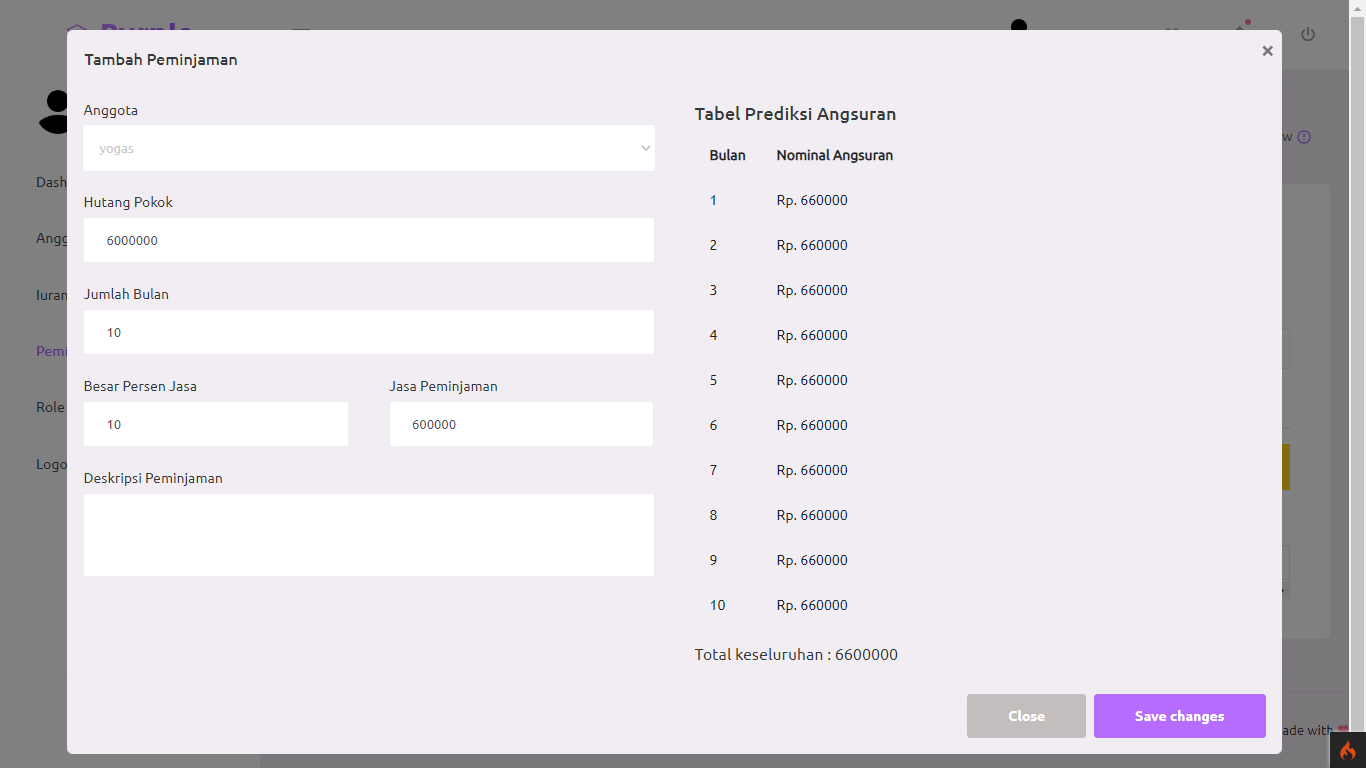 Tambah Peminjaman
×
Anggota
yogas
Hutang Pokok
6000000
Jumlah Bulan
10
Besar Persen Jasa
Jasa Peminjaman
10
600000
Deskripsi Peminjaman
Tabel Prediksi Angsuran
Bulan Nominal Angsuran
1 Rp. 660000
2 Rp. 660000
3 Rp. 660000
4 Rp. 660000
5 Rp. 660000
6 Rp. 660000
7 Rp. 660000
8 Rp. 660000
9 Rp. 660000
10 Rp. 660000
Total keseluruhan : 6600000
Close
Save changes
Dash
Angg
Iuran
Pemi
Role
Logo
w
ade with